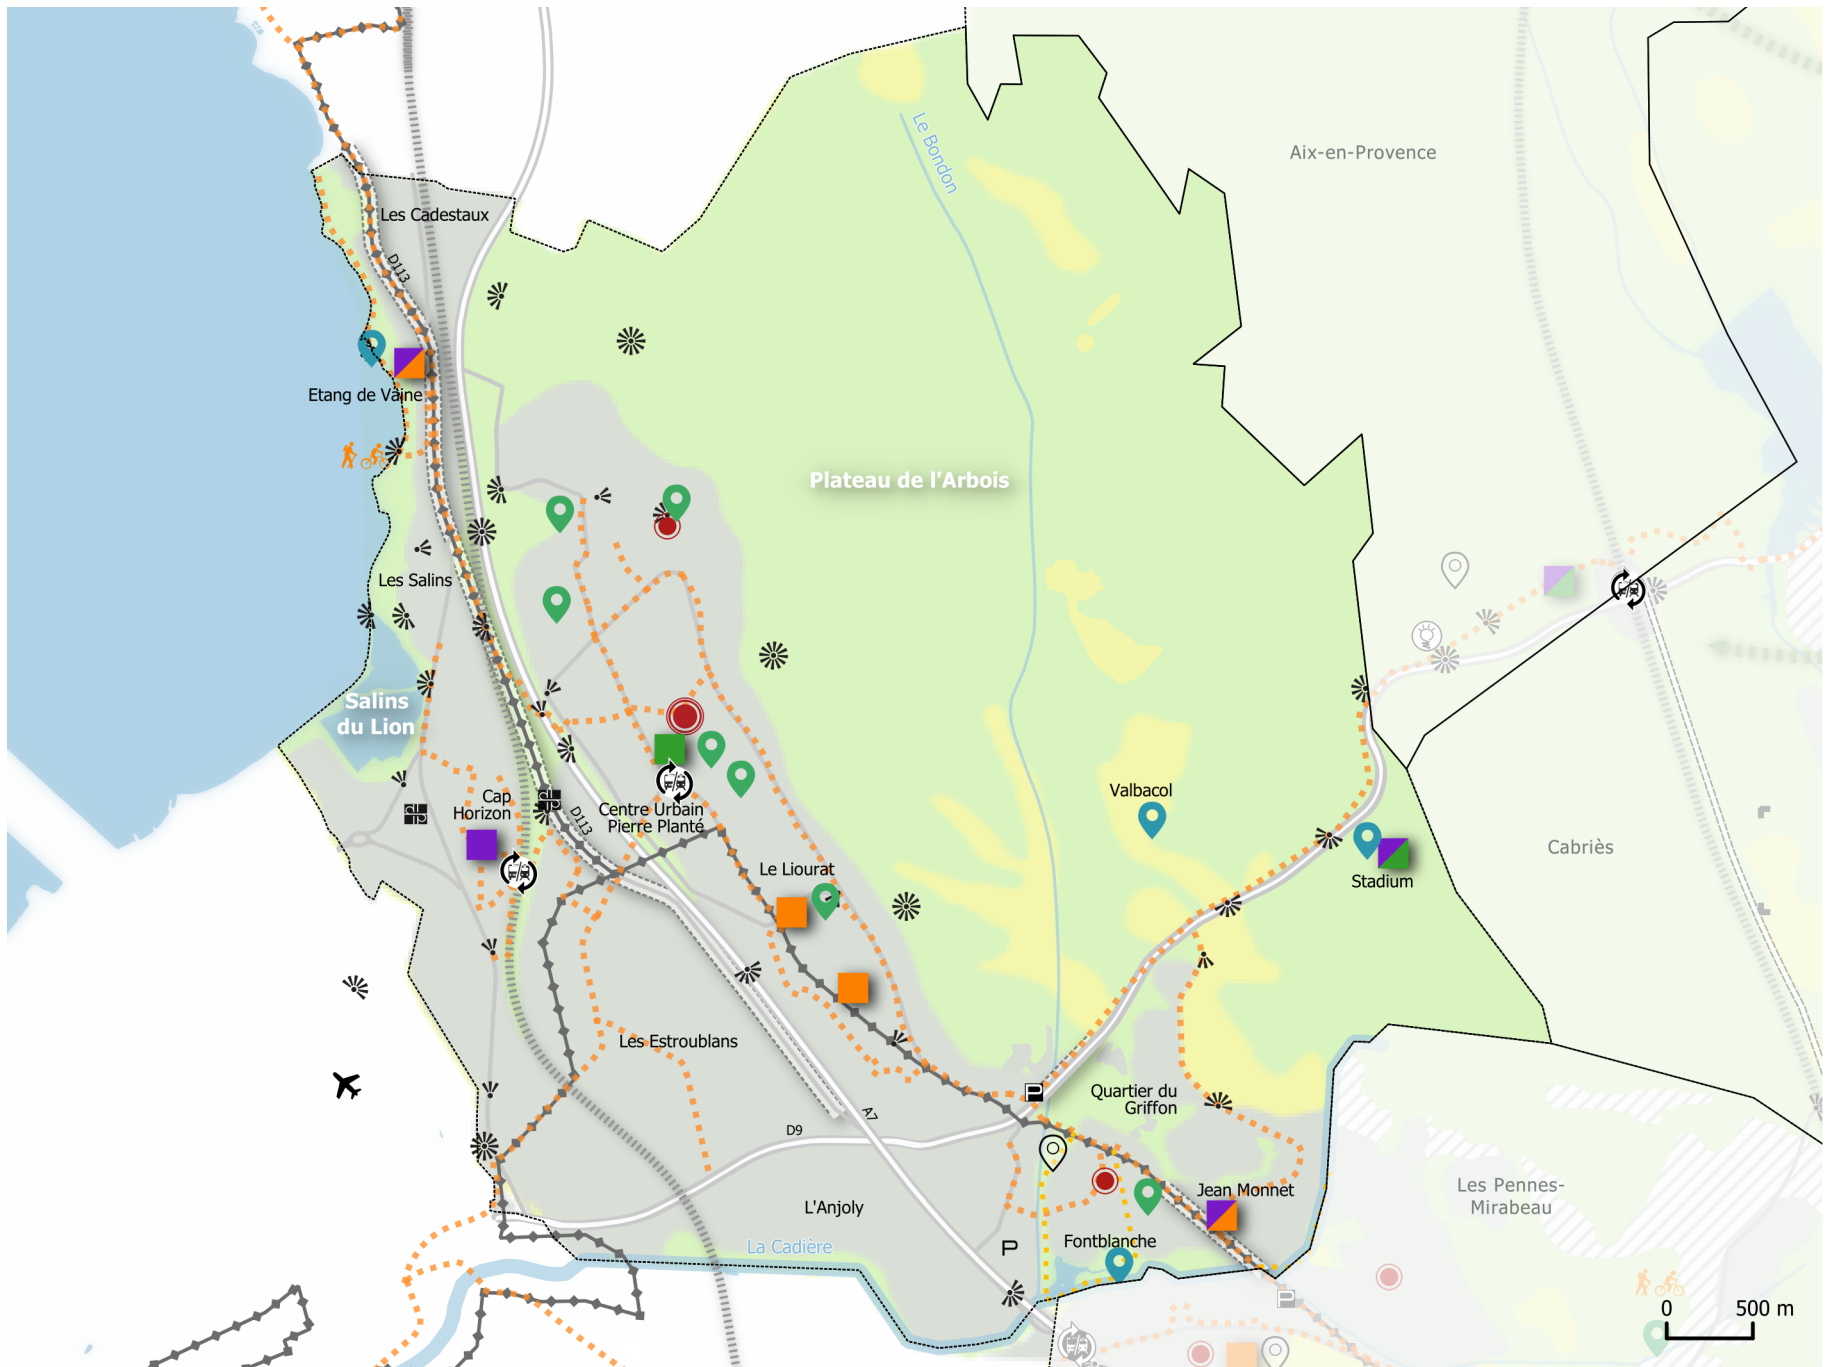 Le Bondon
Aix-en-Provence
Les Cadestaux
D113
Etang de Vaine
Plateau de l'Arbois
Les Salins
Salins
du Lion
Cap
Horizon
D113
Centre Urbain
Pierre Planté
Valbacol
Le Liourat
Stadium
Cabriès
Les Estroublans
Quartier du
Griffon
A7
D9
Jean Monnet
Les Pennes-
Mirabeau
L'Anjoly
La Cadière
P
Fontblanche
0 500 m